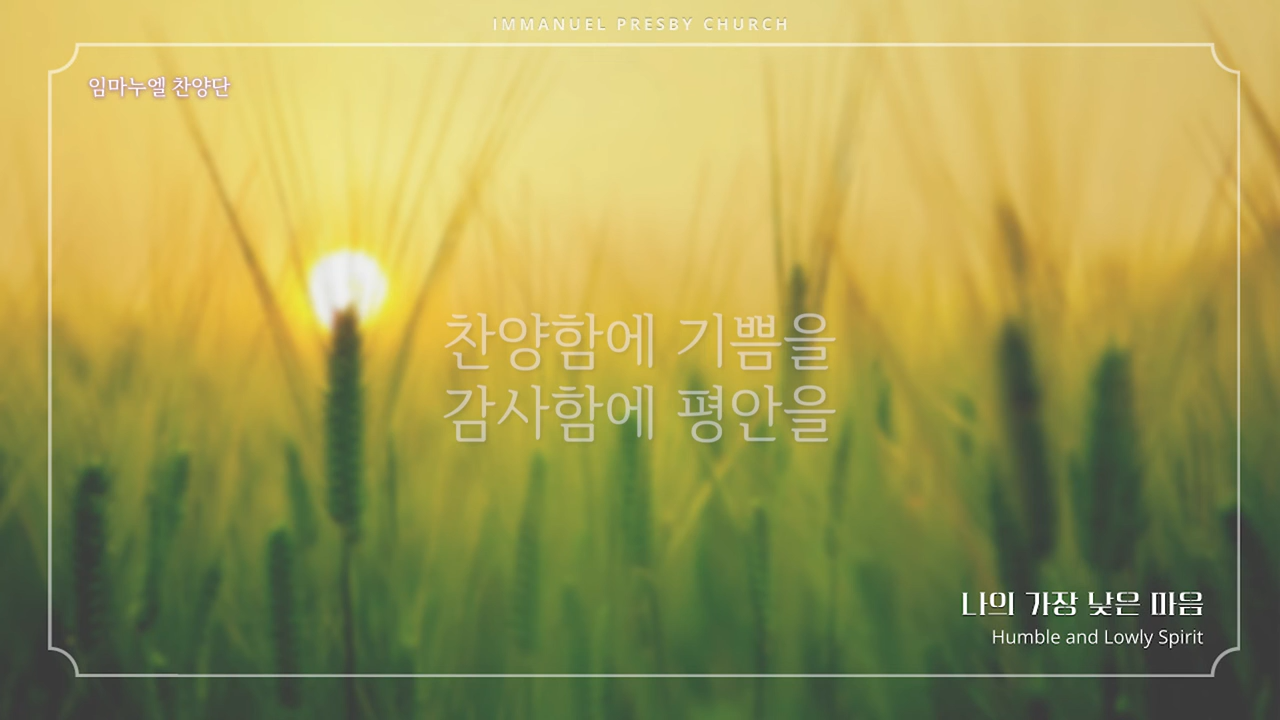 IMMANUEL PRESBY CHURCH
임마누엘 찬양단
찬양함에 기쁨을
감사함에 평안을
나의 가장 낮은 마음
Humble and Lowly Spirit